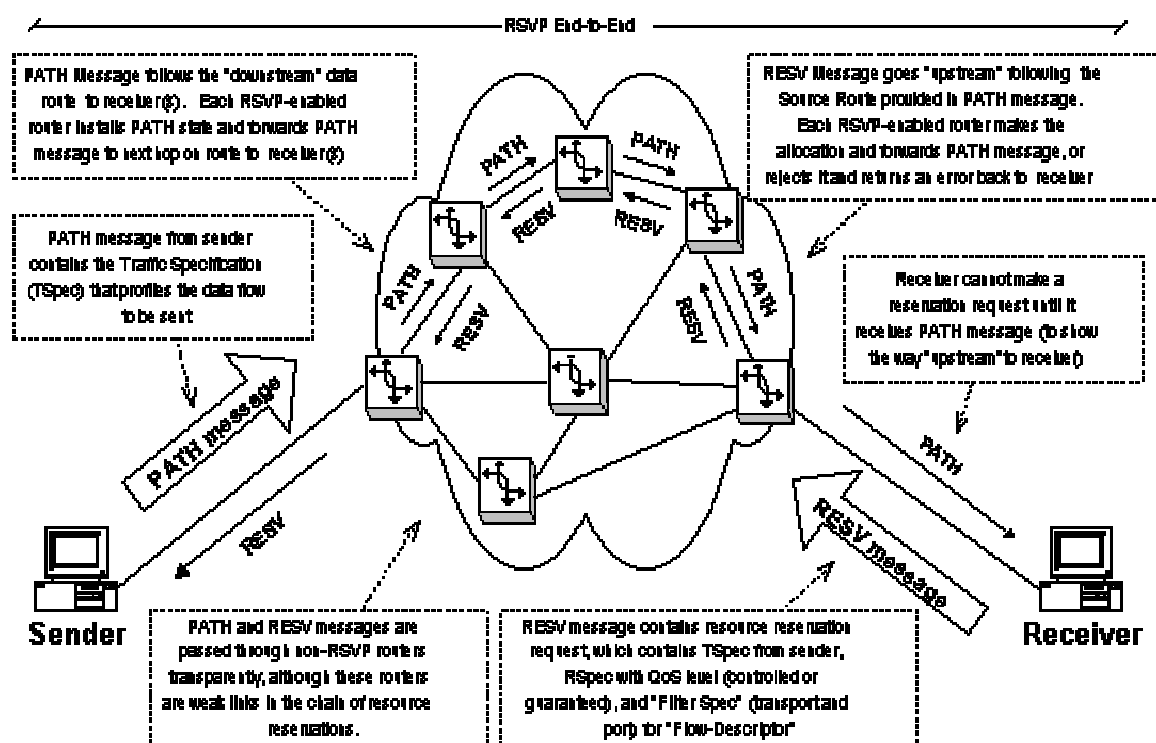 RSVP End-to-End
PATH Message follows the "downstream" data
route to receiver(s). Each RSVP-enabled
router installs PATH state and forwards PATH
message to next hop on route to receiver(s)
RESV Message goes "upstream" following the
Source Route provided in PATH message.
Each RSVP-enabled router makes the
allocation and forwards PATH message, or
rejects it and returns an error back to receiver
PATH message from sender
contains the Traffic Specification
(TSpec) that profiles the data flow
to be sent
Receiver cannot make a
reservation request until it
receives PATH message (to show
the way "upstream" to receiver)
PATH
RESV
PATH
RESV
PATH
RESV
PATH
RESV
PATH message
RESV
PATH
RESV message
Sender
Receiver
PATH and RESV messages are
passed through non-RSVP routers
transparently, although these routers
are weak links in the chain of resource
reservations.
RESV message contains resource reservation
request, which contains TSpec from sender,
RSpec with QoS level (controlled or
guaranteed), and "Filter Spec" (transport and
port) for "Flow-Descriptor"